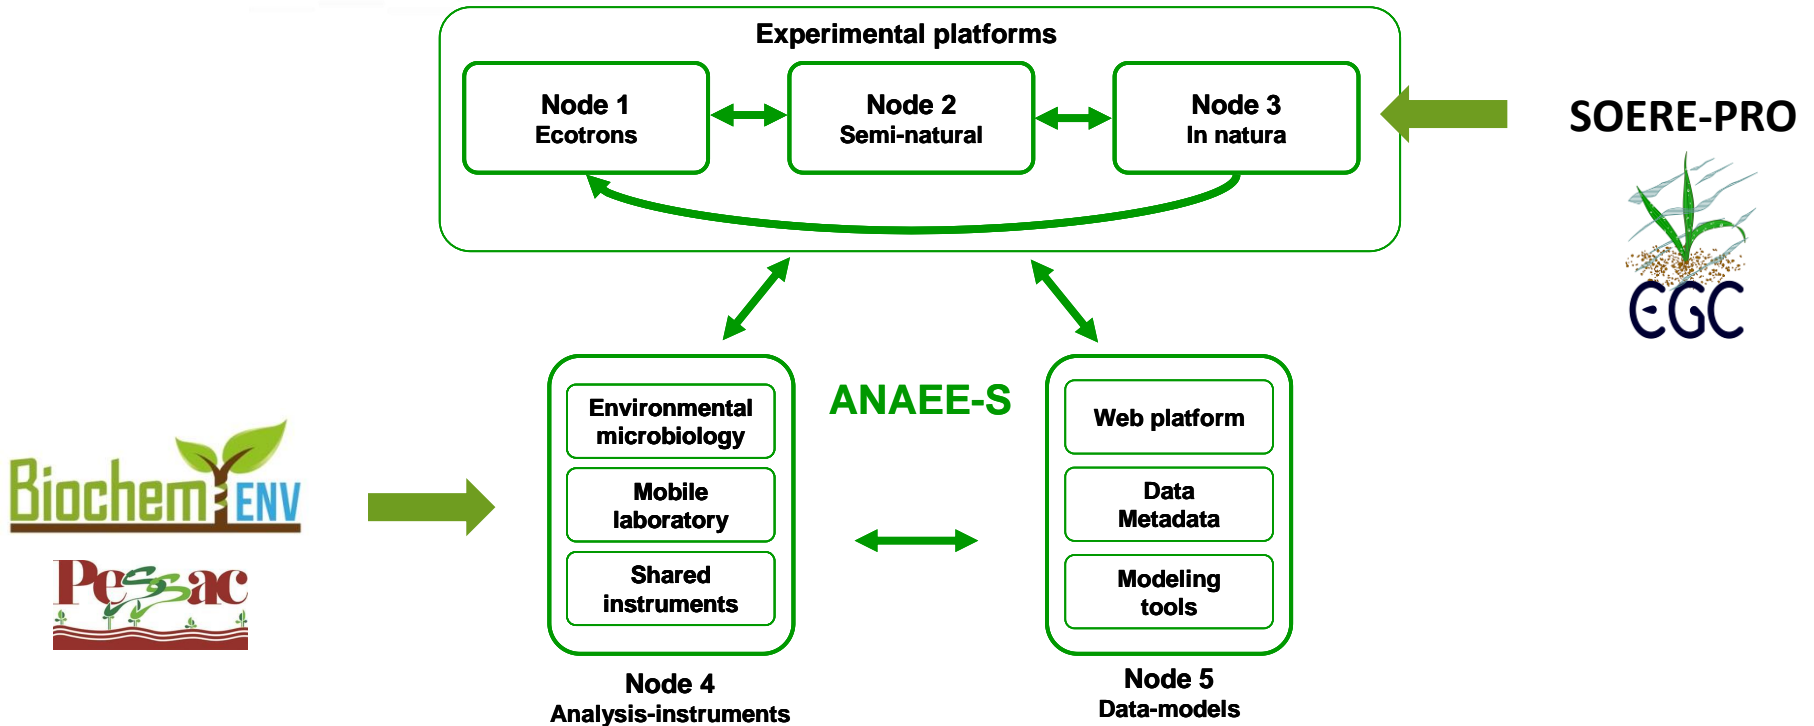 Experimental platforms
Node 1
Ecotrons
Node 2
Semi-natural
Node 3
In natura
SOERE-PRO
EGC
ANAEE-S
Environmental
microbiology
Mobile
laboratory
Shared
instruments
Node 4
Analysis-instruments
Web platform
Data
Metadata
Modeling
tools
Node 5
Data-models
Biochem ENV
Pessac